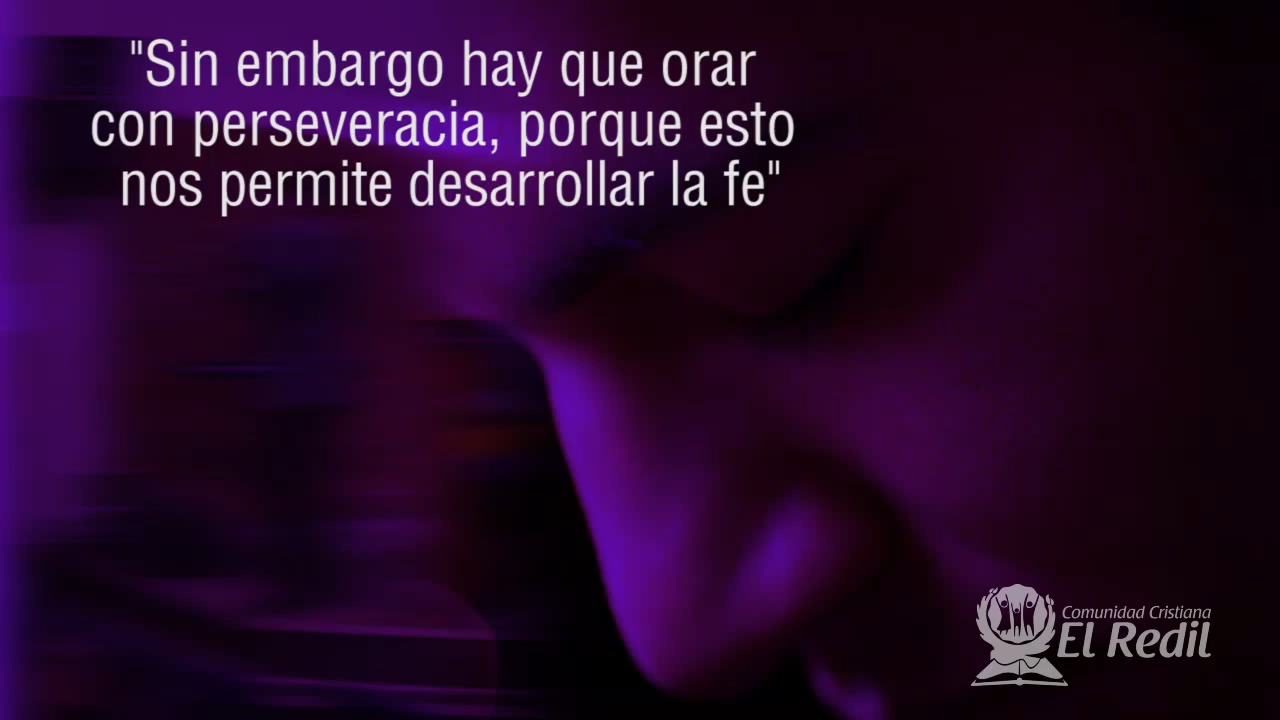 "Sin embargo hay que orar
con perseveracia, porque esto
nos permite desarrollar la fe"
Comunidad Cristiana
El Redil